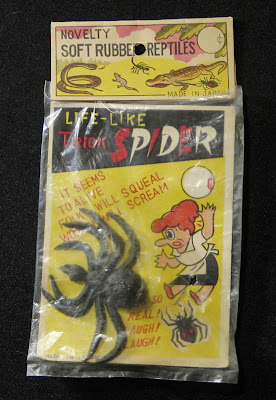 NOVELTY
SOFT RUBBER REPTILES
MADE IN JAPAN
LIFE-LIKE
TRICK SPIDER
IT SEEMS
TO ALIVE
WILL SQUEAL
WILL SCREAM
SO
REAL!
LAUGH!
LAUGH!